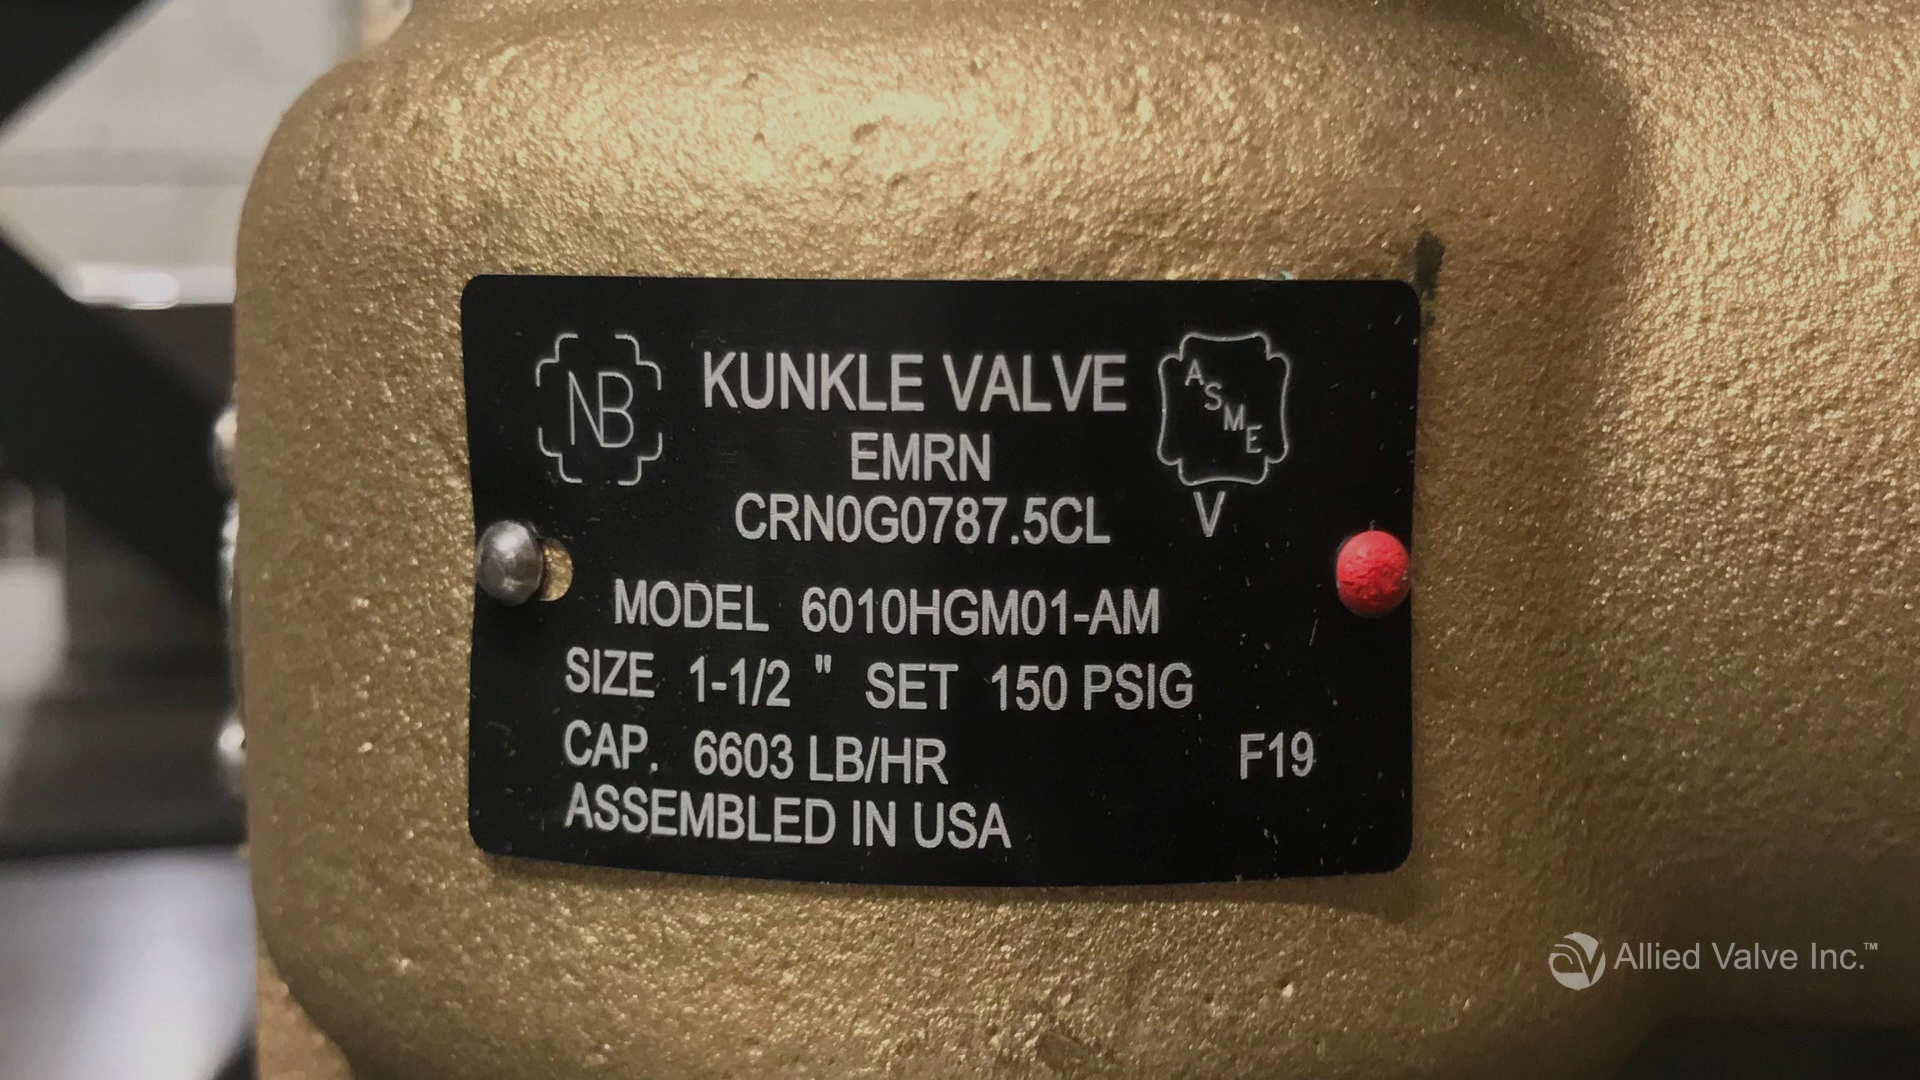 NB
KUNKLE VALVE
ASME
EMRN
CRN0G0787.5CL
V
MODEL 6010HGM01-AM
SIZE 1-1/2 " SET 150 PSIG
CAP. 6603 LB/HR F19
ASSEMBLED IN USA
Allied Valve Inc.™